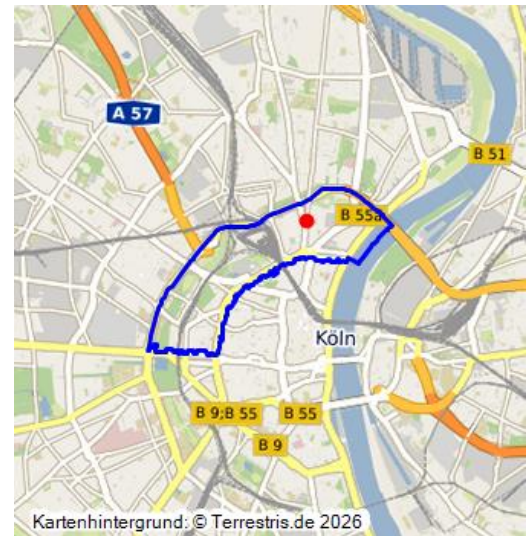 A 57
B 51
B 55a
Köln
B 9;B 55
B 55
B 9
Kartenhintergrund: © Terrestris.de 2026